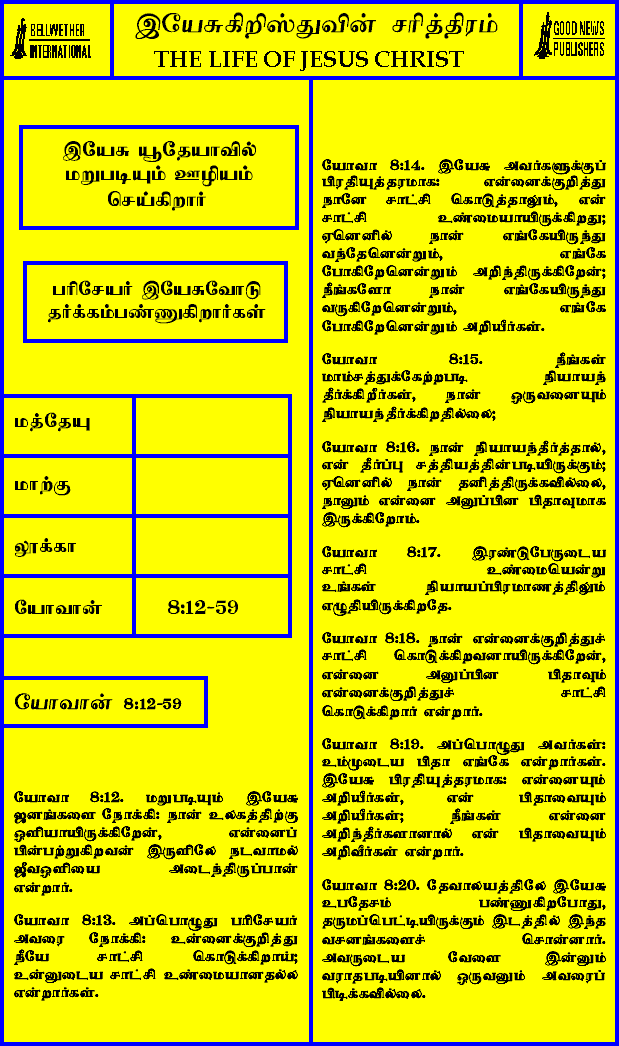 BELLWETHER
INTERNATIONAL
இயேசுகிறிஸ்துவின் சரித்திரம்
THE LIFE OF JESUS CHRIST
GOOD NEWS
PUBLISHERS
இயேசு யூதேயாவில்
மறுபடியும் ஊழியம்
செய்கிறார்
பரிசேயர் இயேசுவோடு
தர்க்கம்பண்ணுகிறார்கள்
மத்தேயு
மாற்கு
லூக்கா
யோவான் 8:12-59
யோவான் 8:12-59
யோவா 8:12. மறுபடியும் இயேசு
ஜனங்களை நோக்கி: நான் உலகத்திற்கு
ஒளியாயிருக்கிறேன், என்னைப்
பின்பற்றுகிறவன் இருளிலே நடவாமல்
ஜீவஒளியை அடைந்திருப்பான்
என்றார்.
யோவா 8:13. அப்பொழுது பரிசேயர்
அவரை நோக்கி: உன்னைக்குறித்து
நீயே சாட்சி கொடுக்கிறாய்;
உன்னுடைய சாட்சி உண்மையானதல்ல
என்றார்கள்.
யோவா 8:14. இயேசு அவர்களுக்குப்
பிரதியுத்தரமாக: என்னைக்குறித்து
நானே சாட்சி கொடுத்தாலும், என்
சாட்சி உண்மையாயிருக்கிறது;
ஏனெனில் நான் எங்கேயிருந்து
வந்தேனென்றும், எங்கே
போகிறேனென்றும் அறிந்திருக்கிறேன்;
நீங்களோ நான் எங்கேயிருந்து
வருகிறேனென்றும், எங்கே
போகிறேனென்றும் அறியீர்கள்.
யோவா 8:15. நீங்கள்
மாம்சத்துக்கேற்றபடி நியாயந்
தீர்க்கிறீர்கள், நான் ஒருவனையும்
நியாயந்தீர்க்கிறதில்லை;
யோவா 8:16. நான் நியாயந்தீர்த்தால்,
என் தீர்ப்பு சத்தியத்தின்படியிருக்கும்;
ஏனெனில் நான் தனித்திருக்கவில்லை,
நானும் என்னை அனுப்பின பிதாவுமாக
இருக்கிறோம்.
யோவா 8:17. இரண்டுபேருடைய
சாட்சி உண்மையென்று
உங்கள் நியாயப்பிரமாணத்திலும்
எழுதியிருக்கிறதே.
யோவா 8:18. நான் என்னைக்குறித்துச்
சாட்சி கொடுக்கிறவனாயிருக்கிறேன்,
என்னை அனுப்பின பிதாவும்
என்னைக்குறித்துச் சாட்சி
கொடுக்கிறார் என்றார்.
யோவா 8:19. அப்பொழுது அவர்கள்:
உம்முடைய பிதா எங்கே என்றார்கள்.
இயேசு பிரதியுத்தரமாக: என்னையும்
அறியீர்கள், என் பிதாவையும்
அறியீர்கள்; நீங்கள் என்னை
அறிந்தீர்களானால் என் பிதாவையும்
அறிவீர்கள் என்றார்.
யோவா 8:20. தேவாலயத்திலே இயேசு
உபதேசம் பண்ணுகிறபோது,
தருமப்பெட்டியிருக்கும் இடத்தில் இந்த
வசனங்களைச் சொன்னார்.
அவருடைய வேளை இன்னும்
வராதபடியினால் ஒருவனும் அவரைப்
பிடிக்கவில்லை.